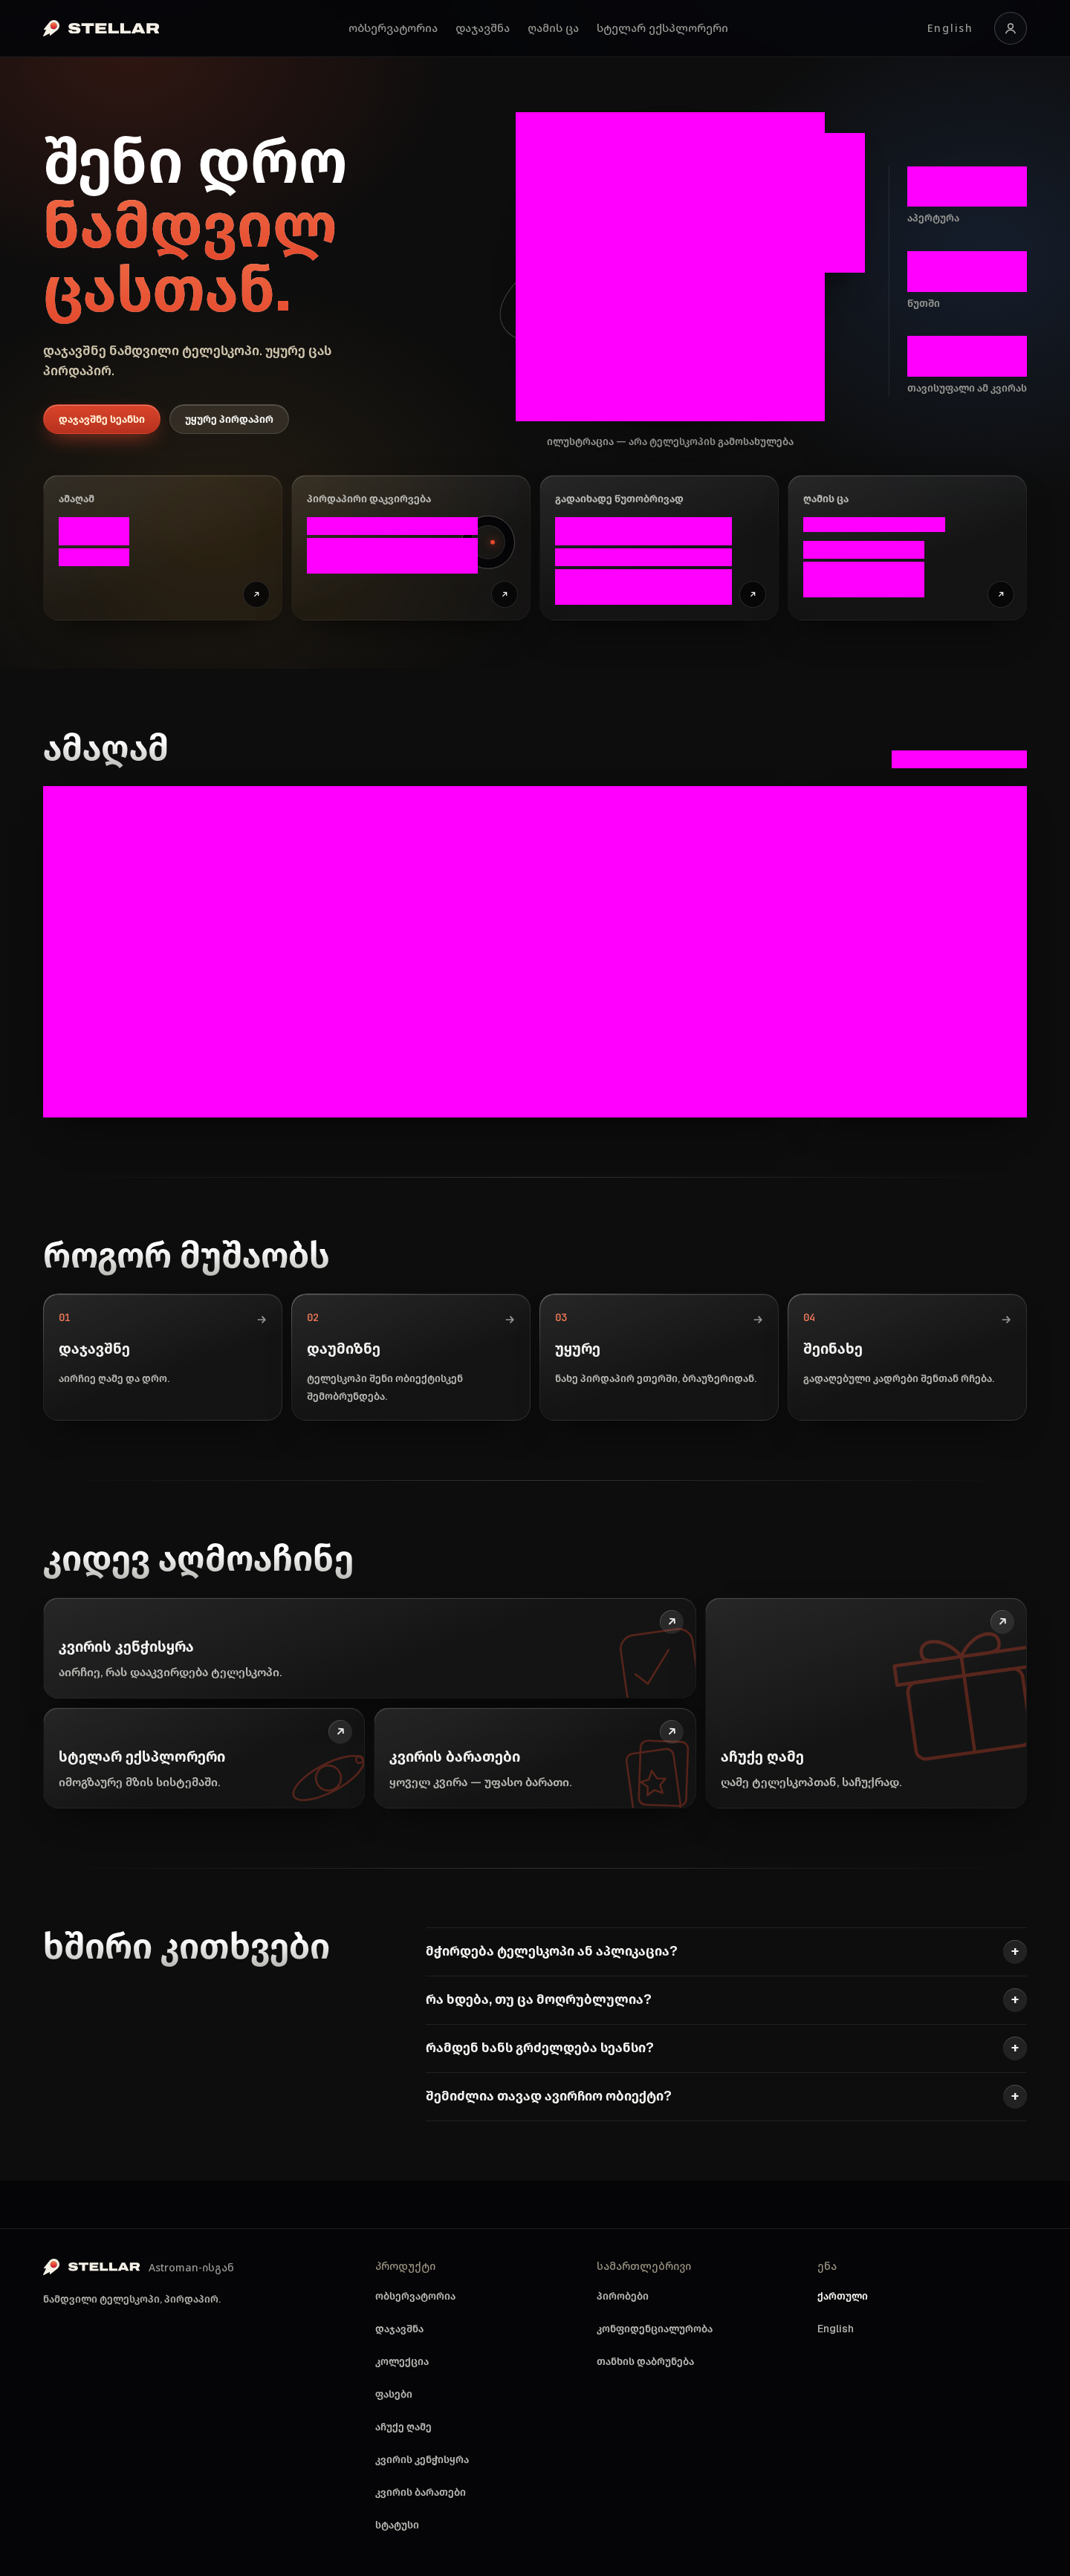 STELLAR
ობსერვატორია
დაჯავშნა
ღამის ცა
სტელარ ექსპლორერი
English
შენი დრო
ნამდვილ
ცასთან.
დაჯავშნე ნამდვილი ტელესკოპი. უყურე ცას
პირდაპირ.
დაჯავშნე სეანსი
უყურე პირდაპირ
აპერტურა
წუთში
თავისუფალი ამ კვირას
ილუსტრაცია — არა ტელესკოპის გამოსახულება
ამაღამ
პირდაპირი დაკვირვება
გადაიხადე წუთობრივად
ღამის ცა
ამაღამ
როგორ მუშაობს
01
დაჯავშნე
აირჩიე ღამე და დრო.
02
დაუმიზნე
ტელესკოპი შენი ობიექტისკენ
შემობრუნდება.
03
უყურე
ნახე პირდაპირ ეთერში, ბრაუზერიდან.
04
შეინახე
გადაღებული კადრები შენთან რჩება.
კიდევ აღმოაჩინე
კვირის კენჭისყრა
აირჩიე, რას დააკვირდება ტელესკოპი.
სტელარ ექსპლორერი
იმოგზაურე მზის სისტემაში.
კვირის ბარათები
ყოველ კვირა — უფასო ბარათი.
აჩუქე ღამე
ღამე ტელესკოპთან, საჩუქრად.
ხშირი კითხვები
მჭირდება ტელესკოპი ან აპლიკაცია?
რა ხდება, თუ ცა მოღრუბლულია?
რამდენ ხანს გრძელდება სეანსი?
შემიძლია თავად ავირჩიო ობიექტი?
STELLAR Astroman-ისგან
ნამდვილი ტელესკოპი, პირდაპირ.
პროდუქტი
ობსერვატორია
დაჯავშნა
კოლექცია
ფასები
აჩუქე ღამე
კვირის კენჭისყრა
კვირის ბარათები
სტატუსი
სამართლებრივი
პირობები
კონფიდენციალურობა
თანხის დაბრუნება
ენა
ქართული
English